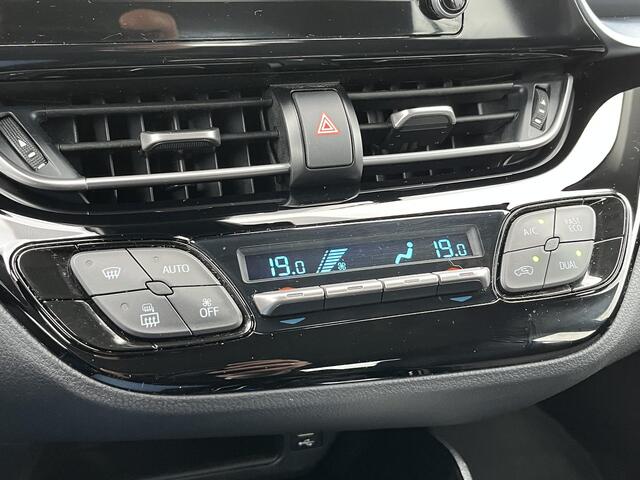 19.0 19.0
AUTO
OFF
A/C FAST
ECO
DUAL